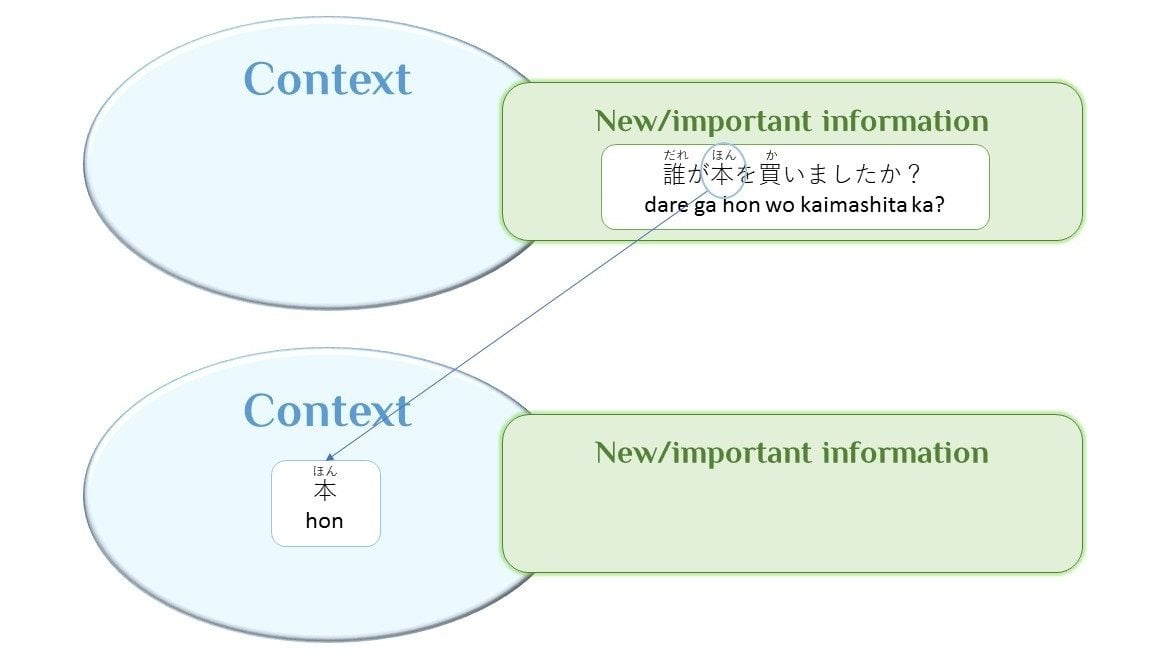 Context
New/important information
だれ ほん か
誰が本を買いましたか？
dare ga hon wo kaimashita ka?
Context
New/important information
ほん
本
hon